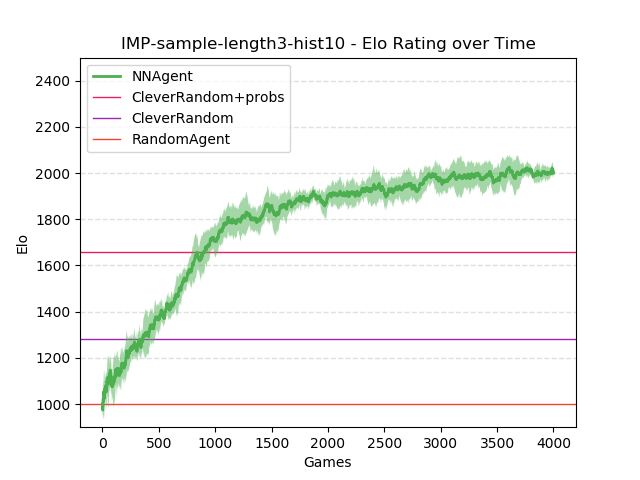 IMP-sample-length3-hist10 - Elo Rating over Time
NNAgent
CleverRandom+probs
CleverRandom
RandomAgent
2400
2200
2000
1800
1600
1400
1200
1000
Elo
0 500 1000 1500 2000 2500 3000 3500 4000
Games